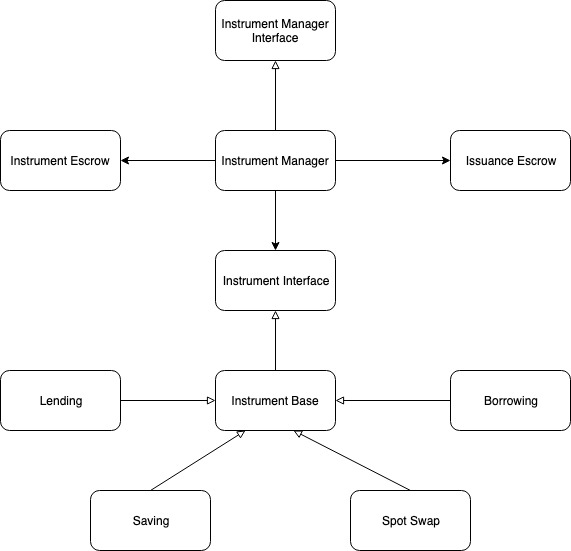 Instrument Manager
Interface
Instrument Escrow
Instrument Manager
Issuance Escrow
Instrument Interface
Lending
Instrument Base
Borrowing
Saving
Spot Swap